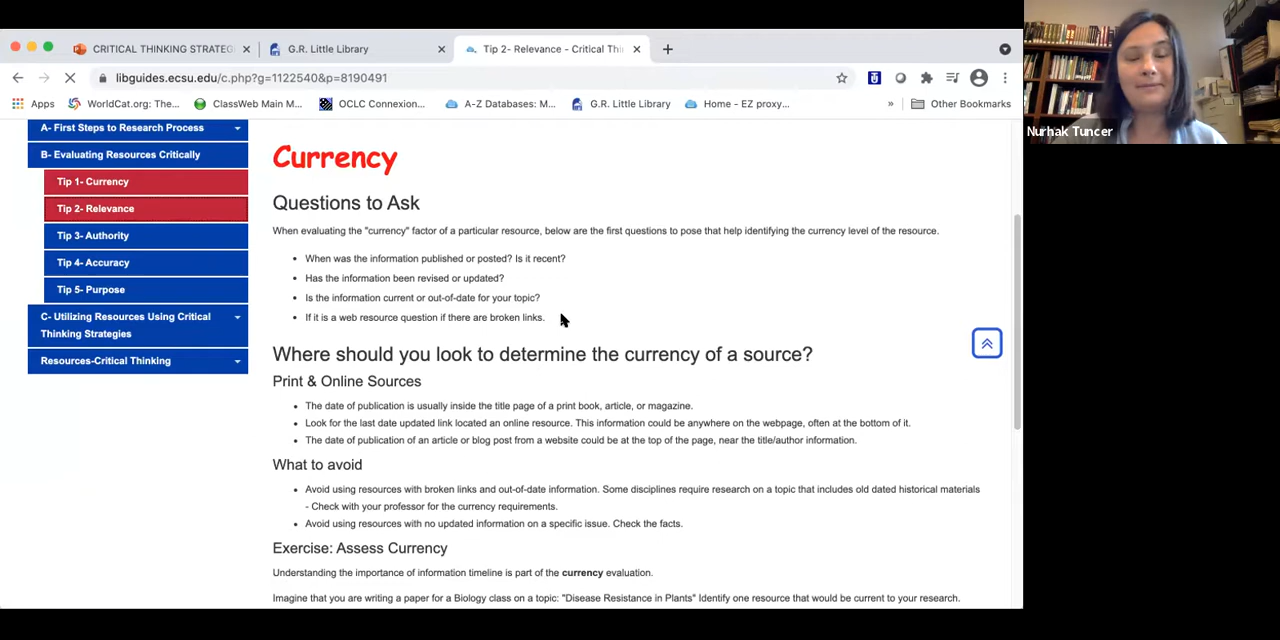 CRITICAL THINKING STRATEG
G.R. Little Library
Tip 2- Relevance - Critical Thi
libguides.ecsu.edu/c.php?g=1122540&p=8190491
Apps
WorldCat.org: The...
ClassWeb Main M...
OCLC Connexion...
A-Z Databases: M...
G.R. Little Library
Home - EZ proxy...
»
Other Bookmarks
Nurhak Tuncer
A- First Steps to Research Process
B- Evaluating Resources Critically
Tip 1- Currency
Tip 2- Relevance
Tip 3- Authority
Tip 4- Accuracy
Tip 5- Purpose
C- Utilizing Resources Using Critical
Thinking Strategies
Resources-Critical Thinking
Currency
Questions to Ask
When evaluating the "currency" factor of a particular resource, below are the first questions to pose that help identifying the currency level of the resource.
• When was the information published or posted? Is it recent?
• Has the information been revised or updated?
• Is the information current or out-of-date for your topic?
• If it is a web resource question if there are broken links.
Where should you look to determine the currency of a source?
Print & Online Sources
• The date of publication is usually inside the title page of a print book, article, or magazine.
• Look for the last date updated link located an online resource. This information could be anywhere on the webpage, often at the bottom of it.
• The date of publication of an article or blog post from a website could be at the top of the page, near the title/author information.
What to avoid
• Avoid using resources with broken links and out-of-date information. Some disciplines require research on a topic that includes old dated historical materials
- Check with your professor for the currency requirements.
• Avoid using resources with no updated information on a specific issue. Check the facts.
Exercise: Assess Currency
Understanding the importance of information timeline is part of the currency evaluation.
Imagine that you are writing a paper for a Biology class on a topic: "Disease Resistance in Plants" Identify one resource that would be current to your research.